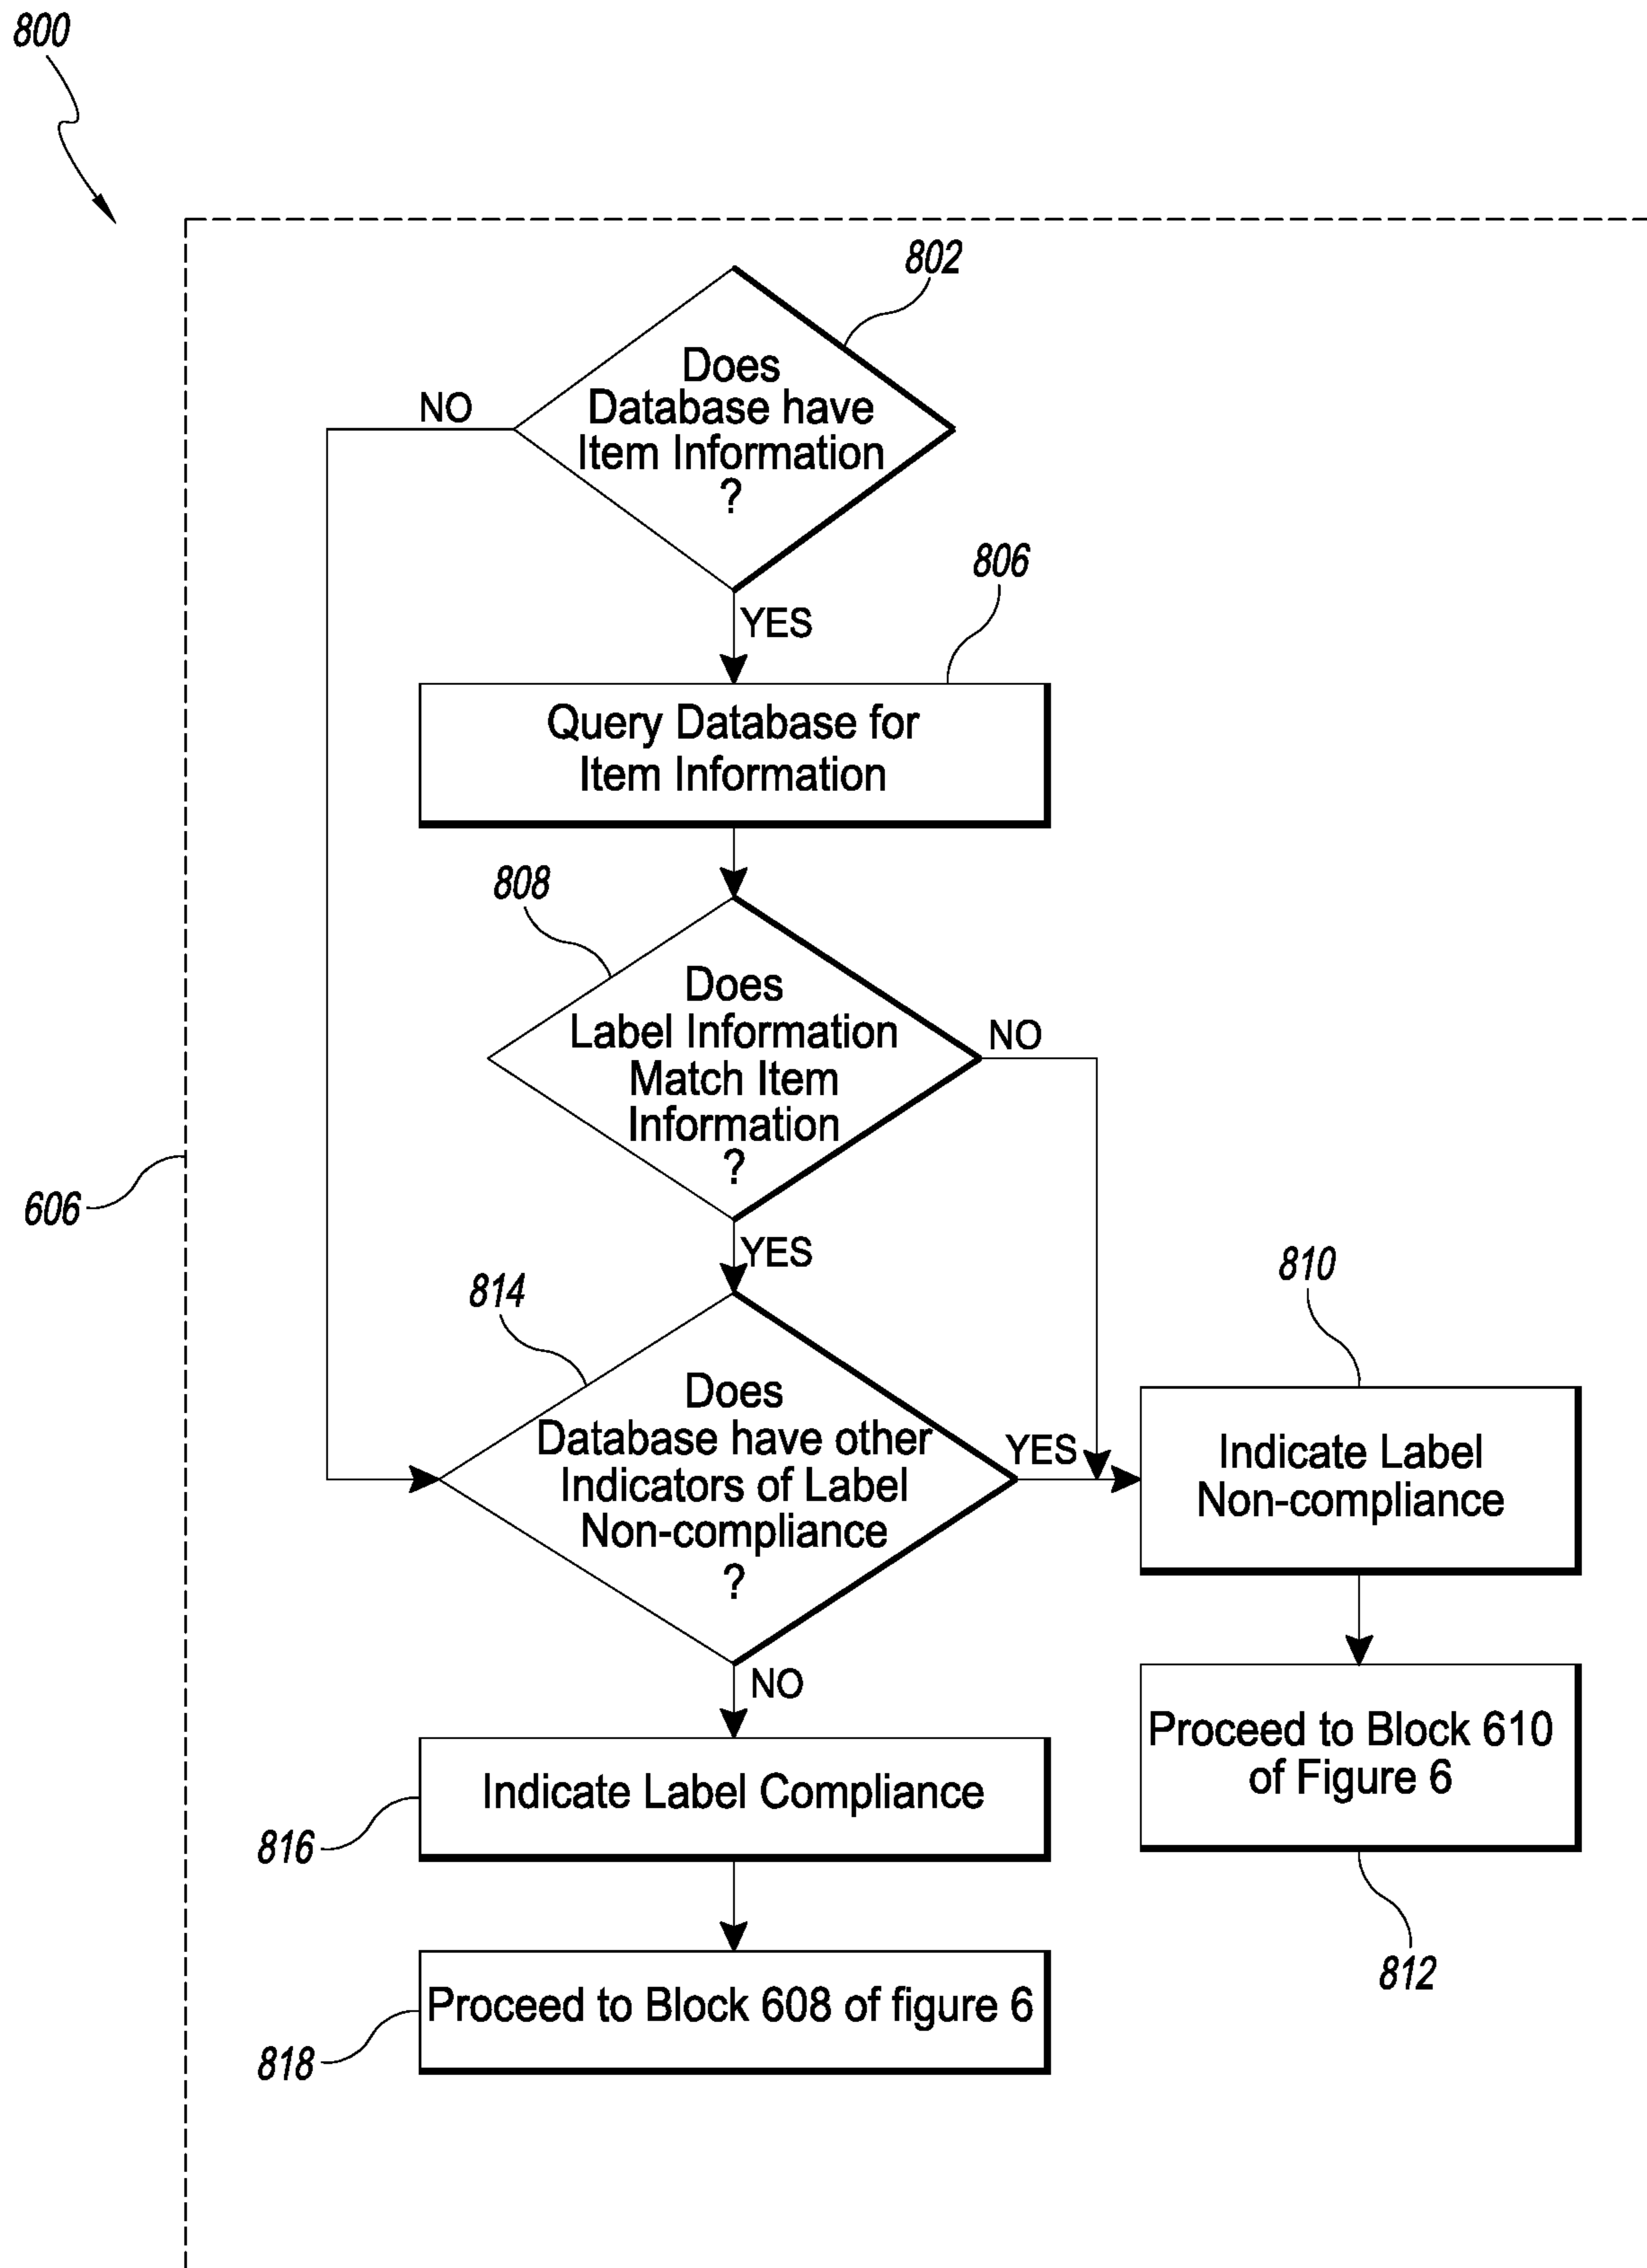 800
802
Does
Database have
Item Information
?
NO
YES
806
Query Database for
Item Information
808
Does
Label Information
Match Item
Information
?
NO
YES
606
814
Does
Database have other
Indicators of Label
Non-compliance
?
YES
NO
810
Indicate Label
Non-compliance
Proceed to Block 610
of Figure 6
812
Indicate Label Compliance
816
Proceed to Block 608 of figure 6
818